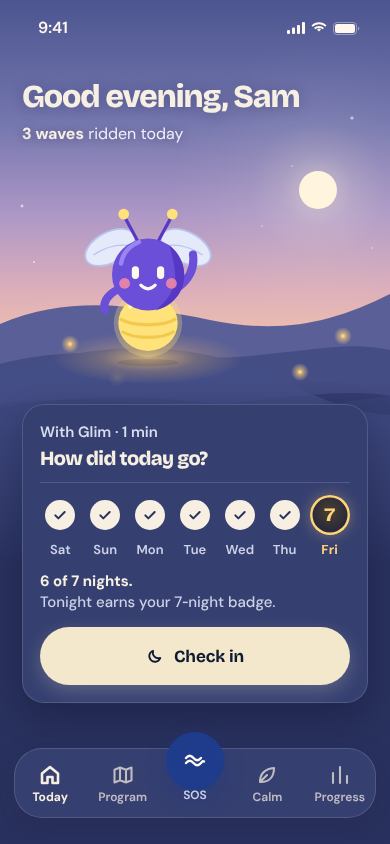 9:41
Good evening, Sam
3 waves ridden today
With Glim · 1 min
How did today go?
7
Sat Sun Mon Tue Wed Thu Fri
6 of 7 nights.
Tonight earns your 7-night badge.
Check in
Today Program SOS Calm Progress